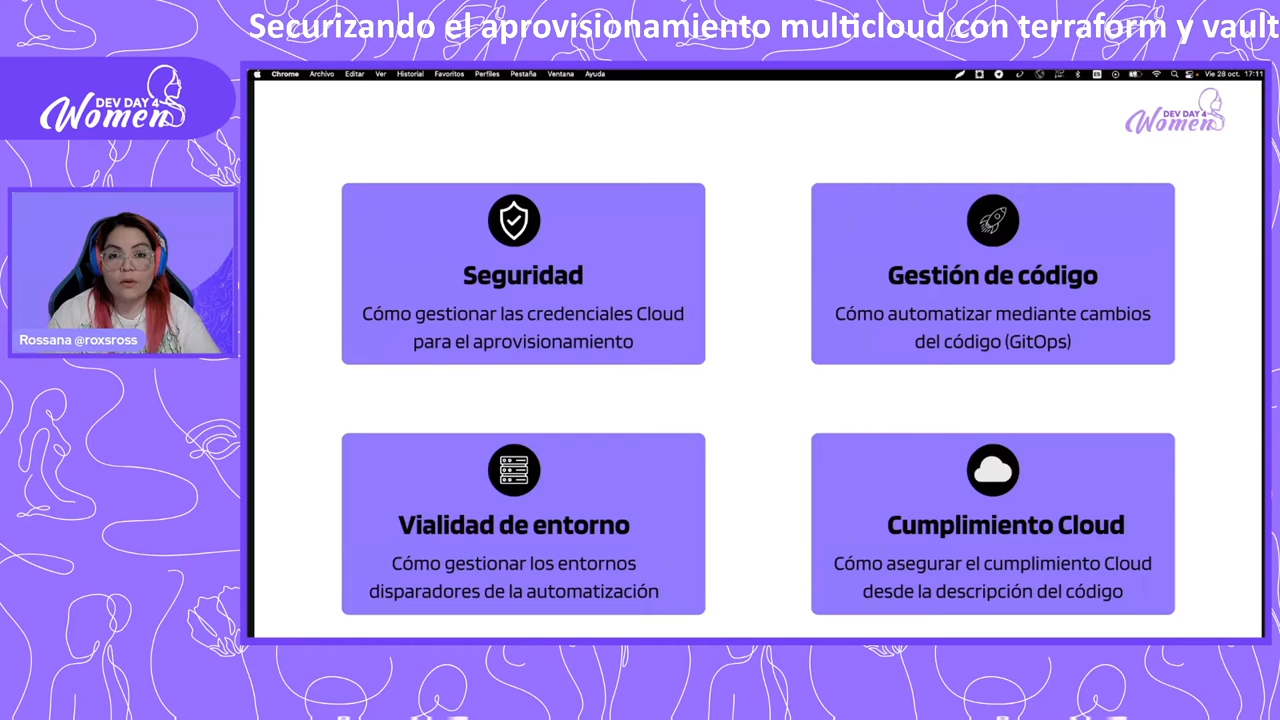 Securizando el aprovisionamiento multicloud con terraform y vault
DEV DAY 4
Women
Chrome Archivo Editar Ver Historial Favoritos Perfiles Pestaña Ventana Ayuda
Vie 28 oct. 17:11
DEV DAY 4
Women
Seguridad
Cómo gestionar las credenciales Cloud
para el aprovisionamiento
Gestión de código
Cómo automatizar mediante cambios
del código (GitOps)
Rossana @roxsross
Vialidad de entorno
Cómo gestionar los entornos
disparadores de la automatización
Cumplimiento Cloud
Cómo asegurar el cumplimiento Cloud
desde la descripción del código